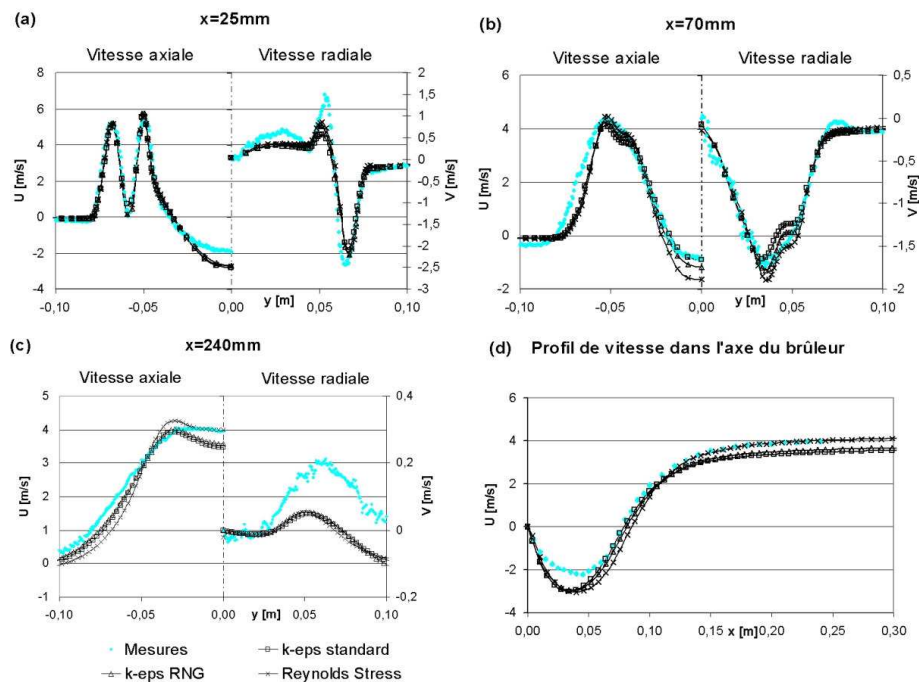 (a)
x=25mm
Vitesse axiale
Vitesse radiale
U [m/s]
8
6
4
2
0
-2
-4
V [m/s]
2
1,5
1
0,5
0
-0,5
-1
-1,5
-2
-2,5
-3
-0,10
-0,05
0,00
0,05
0,10
y [m]
(b)
x=70mm
Vitesse axiale
Vitesse radiale
U [m/s]
6
4
2
0
-2
V [m/s]
0,5
0
-0,5
-1
-1,5
-2
-0,10
-0,05
0,00
0,05
0,10
y [m]
(c)
x=240mm
Vitesse axiale
Vitesse radiale
U [m/s]
5
4
3
2
1
0
-1
V [m/s]
0,4
0,2
0
-0,2
-0,10
-0,05
0,00
0,05
0,10
y [m]
(d) Profil de vitesse dans l'axe du brûleur
U [m/s]
6
4
2
0
-2
-4
0,00
0,05
0,10
0,15
0,20
0,25
0,30
x [m]
Mesures
k-eps standard
k-eps RNG
Reynolds Stress